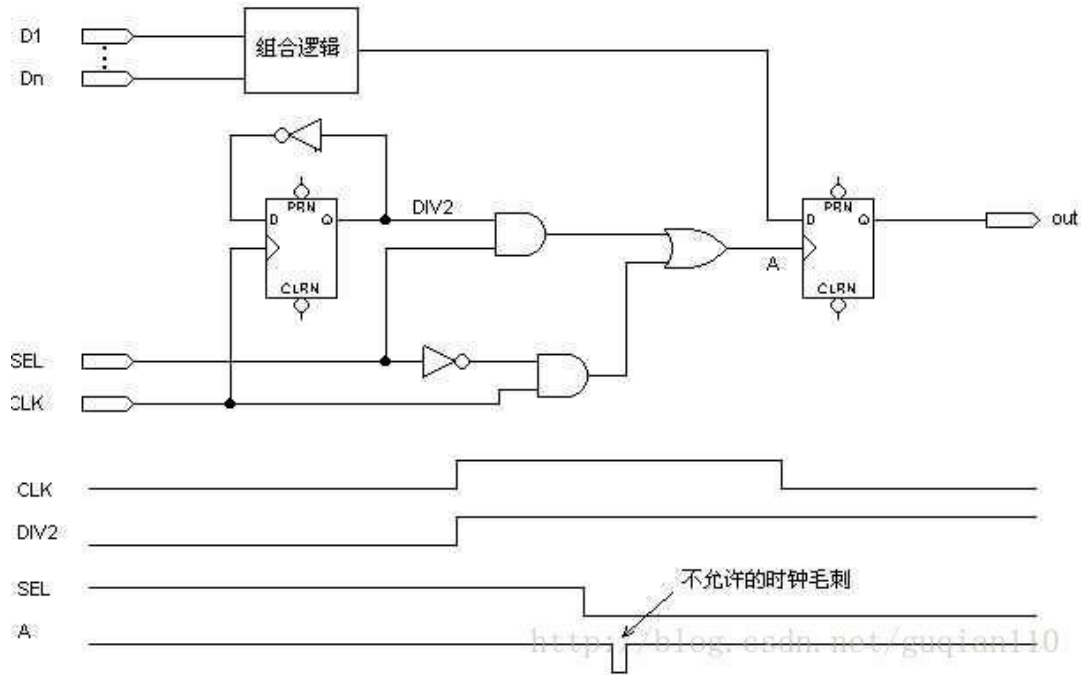 D1
组合逻辑
Dn
DIV2
PRN
D Q
CLRN
PRN
D Q
CLRN
out
A
SEL
CLK
CLK
DIV2
SEL
不允许的时钟毛刺
A
http://blog.csdn.net/guqian110